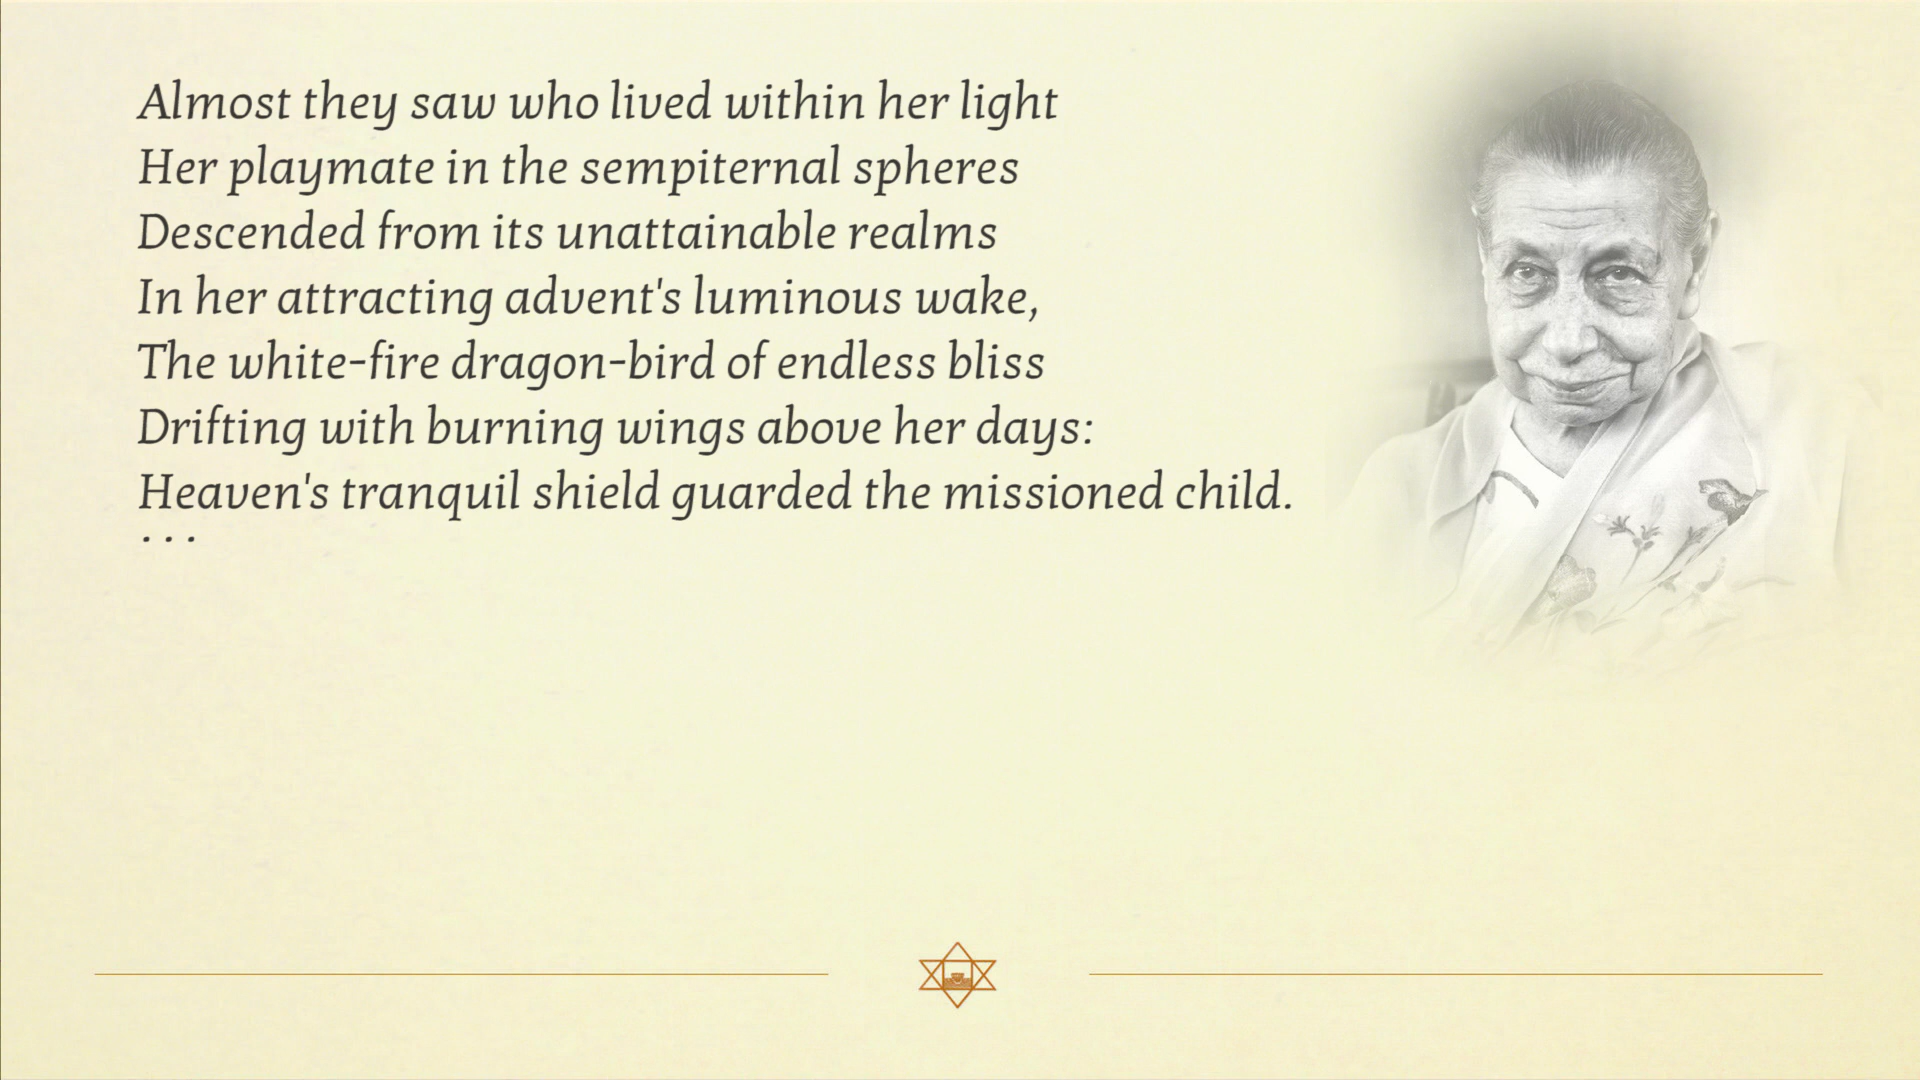 Almost they saw who lived within her light
Her playmate in the sempiternal spheres
Descended from its unattainable realms
In her attracting advent's luminous wake,
The white-fire dragon-bird of endless bliss
Drifting with burning wings above her days:
Heaven's tranquil shield guarded the missioned child.
. . .